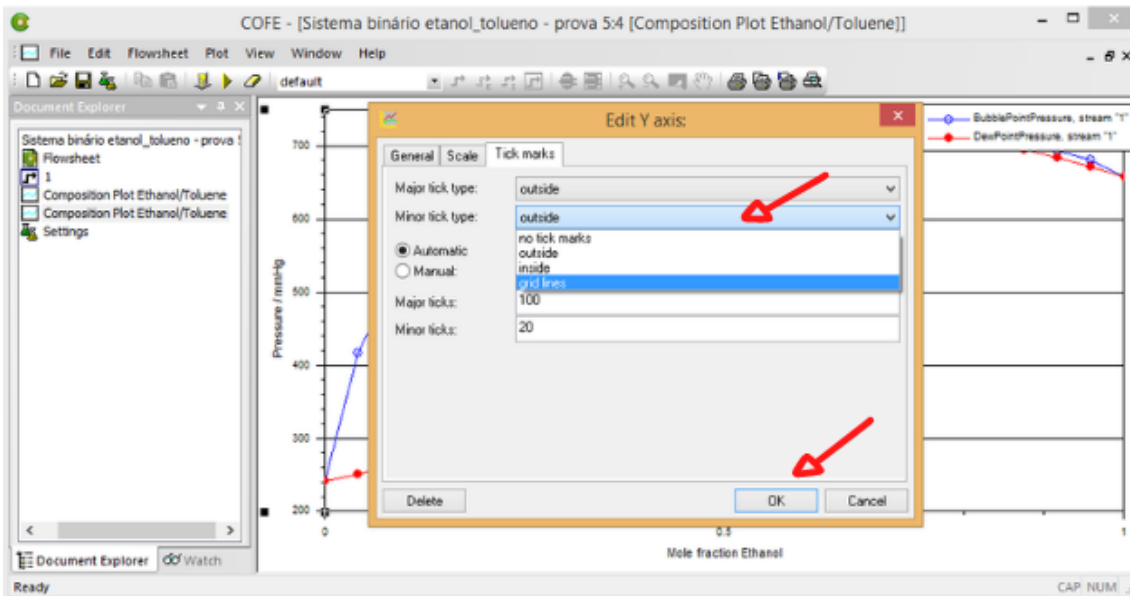 COFE - [Sistema binário etanol_tolueno - prova 5:4 [Composition Plot Ethanol/Toluene]]
File Edit Flowsheet Plot View Window Help
default
Document Explorer
Sistema binário etanol_tolueno - prova
Flowsheet
1
Composition Plot Ethanol/Toluene
Composition Plot Ethanol/Toluene
Settings
Document Explorer Watch
Edit Y axis:
General Scale Tick marks
Major tick type: outside
Minor tick type: outside
no tick marks
outside
inside
grid lines
Automatic
Manual:
Major ticks: 100
Minor ticks: 20
Delete OK Cancel
BubblePointPressure, stream "1"
DewPointPressure, stream "1"
Pressure / mmHg
700
600
500
400
300
200
0 0.5 1
Mole fraction Ethanol
Ready CAP NUM